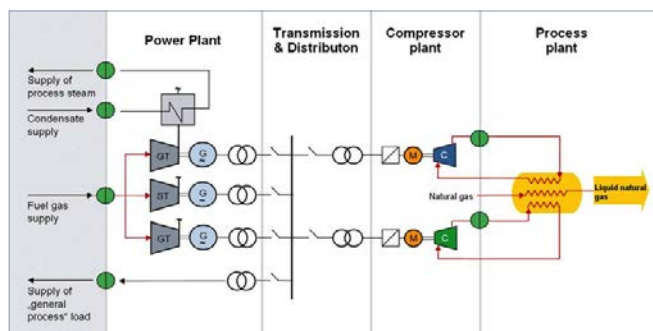 Power Plant
Transmission
& Distributon
Compressor
plant
Process
plant
Supply of
process steam
Condensate
supply
GT
G
~
M
C
Fuel gas
supply
ST
G
~
Natural gas
Liquid natural
gas
GT
G
~
M
C
Supply of
„general
process“ load